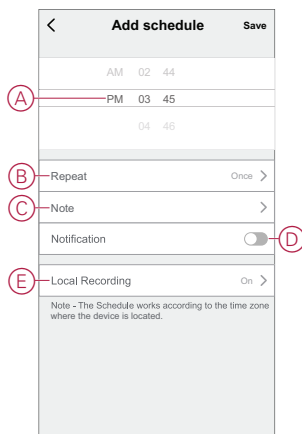 Add schedule Save
AM 02 44
A PM 03 45
04 46
B Repeat Once
C Note
Notification D
E Local Recording On
Note - The Schedule works according to the time zone
where the device is located.